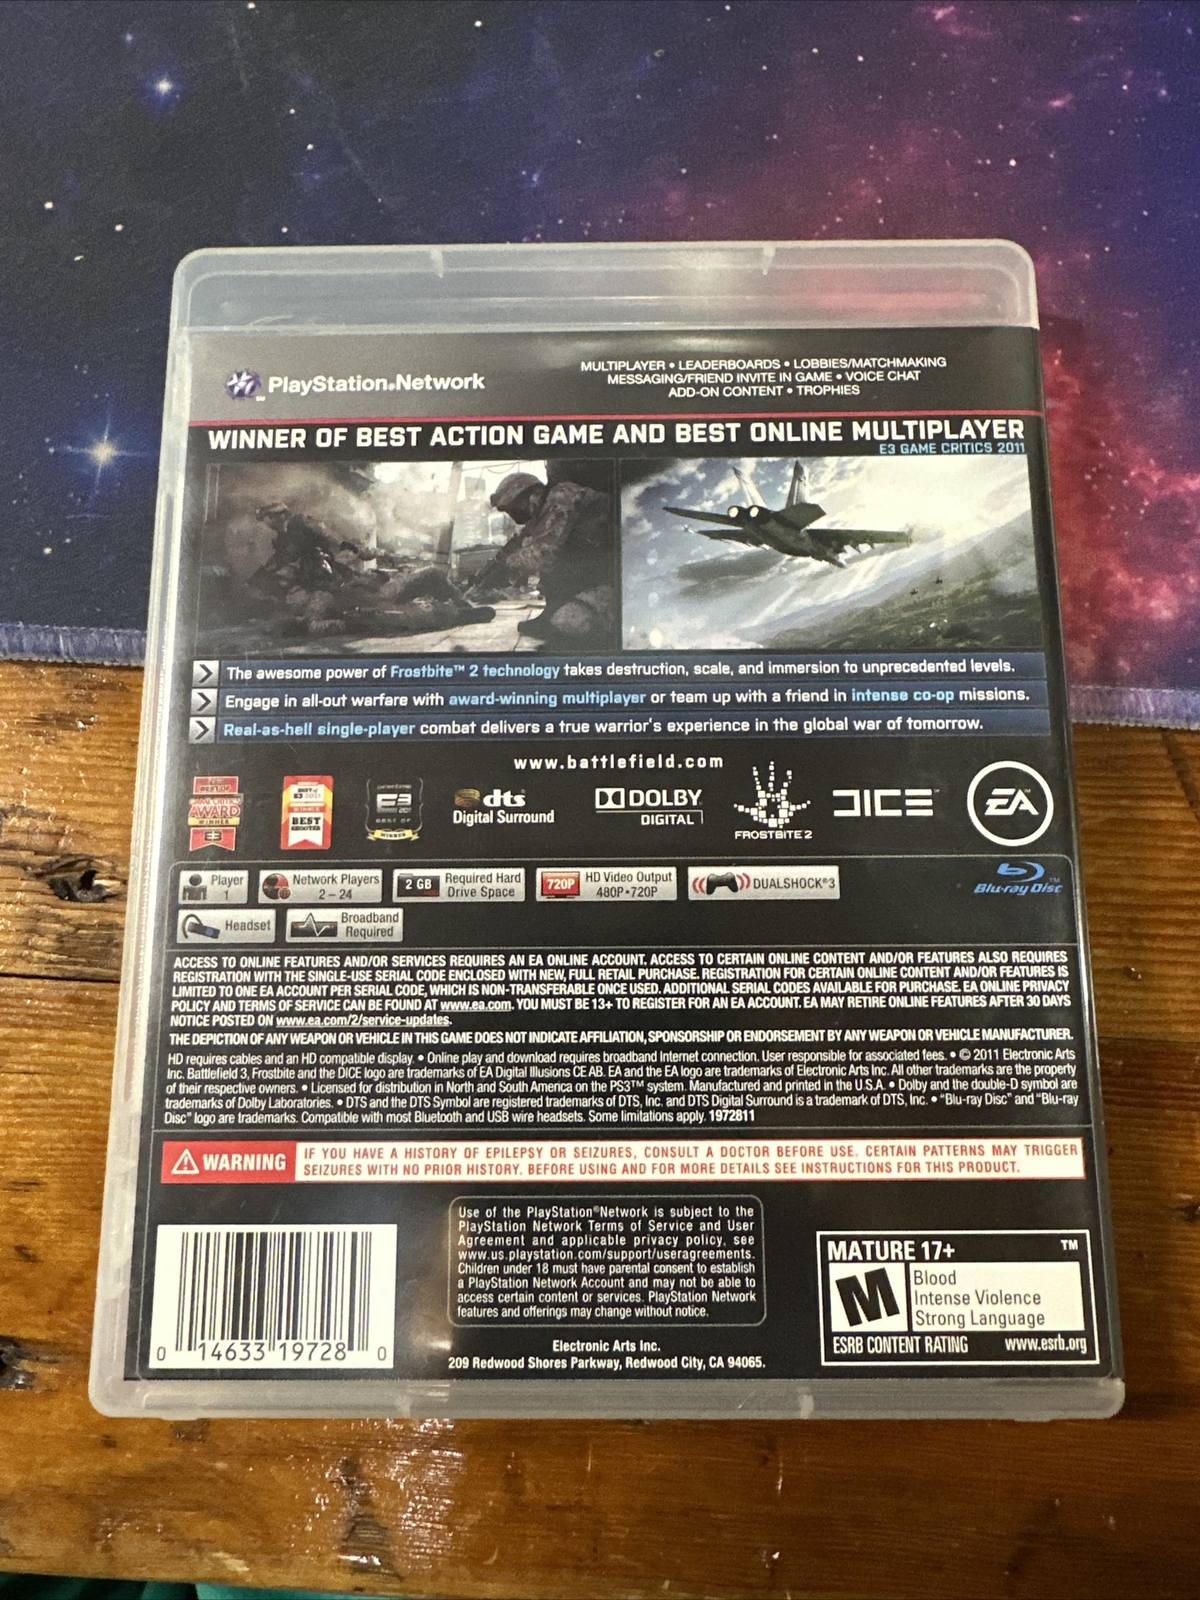 PlayStation®Network
SM
MULTIPLAYER • LEADERBOARDS • LOBBIES/MATCHMAKING
MESSAGING/FRIEND INVITE IN GAME • VOICE CHAT
ADD-ON CONTENT • TROPHIES
WINNER OF BEST ACTION GAME AND BEST ONLINE MULTIPLAYER
E3 GAME CRITICS 2011
The awesome power of Frostbite™ 2 technology takes destruction, scale, and immersion to unprecedented levels.
Engage in all-out warfare with award-winning multiplayer or team up with a friend in intense co-op missions.
Real-as-hell single-player combat delivers a true warrior's experience in the global war of tomorrow.
www.battlefield.com
AWARD
WINNER
E3
BEST
SHOOTER
E3
BEST OF
WINNER
dts
Digital Surround
DOLBY
DIGITAL
FROSTBITE 2
DICE™
EA™
Player
1
Network Players
2 – 24
2 GB
Required Hard
Drive Space
720P
HD Video Output
480P•720P
DUALSHOCK®3
Blu-ray Disc™
Headset
Broadband
Required
ACCESS TO ONLINE FEATURES AND/OR SERVICES REQUIRES AN EA ONLINE ACCOUNT. ACCESS TO CERTAIN ONLINE CONTENT AND/OR FEATURES ALSO REQUIRES
REGISTRATION WITH THE SINGLE-USE SERIAL CODE ENCLOSED WITH NEW, FULL RETAIL PURCHASE. REGISTRATION FOR CERTAIN ONLINE CONTENT AND/OR FEATURES IS
LIMITED TO ONE EA ACCOUNT PER SERIAL CODE, WHICH IS NON-TRANSFERABLE ONCE USED. ADDITIONAL SERIAL CODES AVAILABLE FOR PURCHASE. EA ONLINE PRIVACY
POLICY AND TERMS OF SERVICE CAN BE FOUND AT www.ea.com. YOU MUST BE 13+ TO REGISTER FOR AN EA ACCOUNT. EA MAY RETIRE ONLINE FEATURES AFTER 30 DAYS
NOTICE POSTED ON www.ea.com/2/service-updates.
THE DEPICTION OF ANY WEAPON OR VEHICLE IN THIS GAME DOES NOT INDICATE AFFILIATION, SPONSORSHIP OR ENDORSEMENT BY ANY WEAPON OR VEHICLE MANUFACTURER.
HD requires cables and an HD compatible display. • Online play and download requires broadband Internet connection. User responsible for associated fees. • © 2011 Electronic Arts
Inc. Battlefield 3, Frostbite and the DICE logo are trademarks of EA Digital Illusions CE AB. EA and the EA logo are trademarks of Electronic Arts Inc. All other trademarks are the property
of their respective owners. • Licensed for distribution in North and South America on the PS3™ system. Manufactured and printed in the U.S.A. • Dolby and the double-D symbol are
trademarks of Dolby Laboratories. • DTS and the DTS Symbol are registered trademarks of DTS, Inc. and DTS Digital Surround is a trademark of DTS, Inc. • "Blu-ray Disc" and "Blu-ray
Disc" logo are trademarks. Compatible with most Bluetooth and USB wire headsets. Some limitations apply. 1972811
WARNING
IF YOU HAVE A HISTORY OF EPILEPSY OR SEIZURES, CONSULT A DOCTOR BEFORE USE. CERTAIN PATTERNS MAY TRIGGER
SEIZURES WITH NO PRIOR HISTORY. BEFORE USING AND FOR MORE DETAILS SEE INSTRUCTIONS FOR THIS PRODUCT.
Use of the PlayStation®Network is subject to the
PlayStation Network Terms of Service and User
Agreement and applicable privacy policy, see
www.us.playstation.com/support/useragreements.
Children under 18 must have parental consent to establish
a PlayStation Network Account and may not be able to
access certain content or services. PlayStation Network
features and offerings may change without notice.
Electronic Arts Inc.
209 Redwood Shores Parkway, Redwood City, CA 94065.
0 14633 19728 0
MATURE 17+ ™
M
Blood
Intense Violence
Strong Language
ESRB CONTENT RATING www.esrb.org